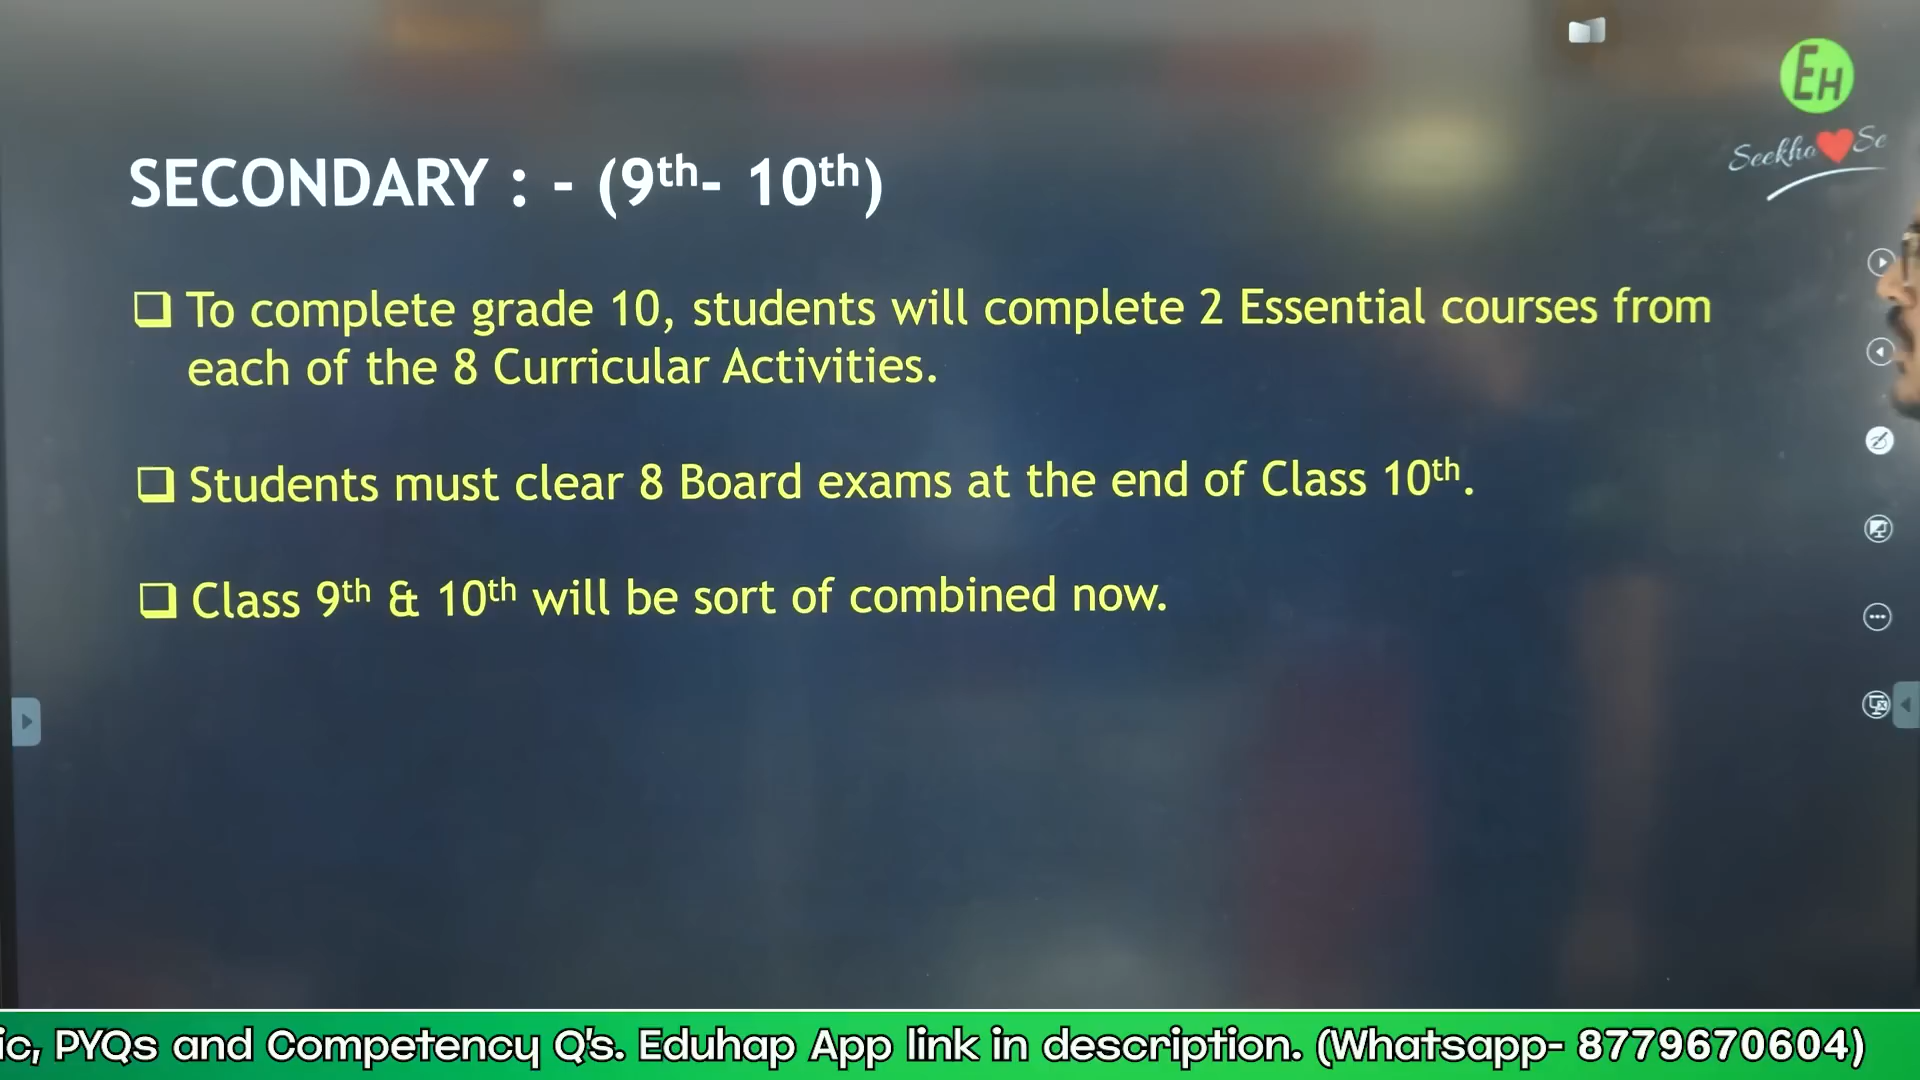 EH
Seekho ❤ Se
SECONDARY : - (9th- 10th)
❑ To complete grade 10, students will complete 2 Essential courses from
each of the 8 Curricular Activities.
❑ Students must clear 8 Board exams at the end of Class 10th.
❑ Class 9th & 10th will be sort of combined now.
PYQs and Competency Q's. Eduhap App link in description. (Whatsapp- 8779670604)